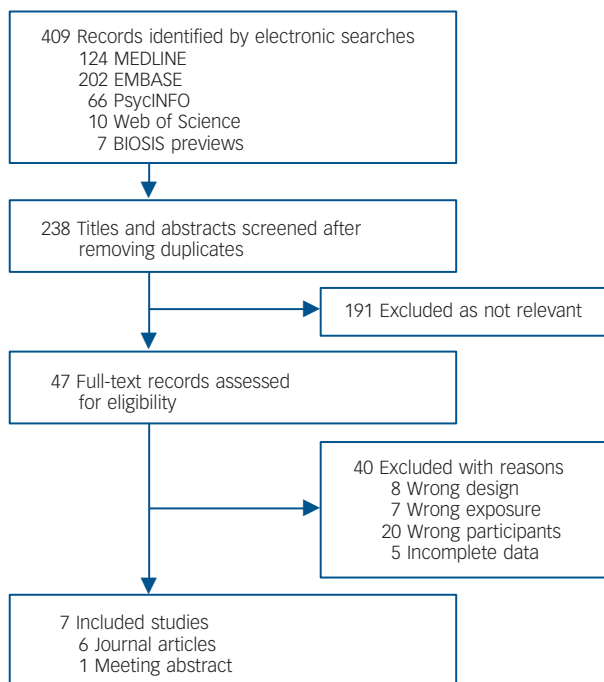 409 Records identified by electronic searches
124 MEDLINE
202 EMBASE
66 PsycINFO
10 Web of Science
7 BIOSIS previews
238 Titles and abstracts screened after
removing duplicates
191 Excluded as not relevant
47 Full-text records assessed
for eligibility
40 Excluded with reasons
8 Wrong design
7 Wrong exposure
20 Wrong participants
5 Incomplete data
7 Included studies
6 Journal articles
1 Meeting abstract